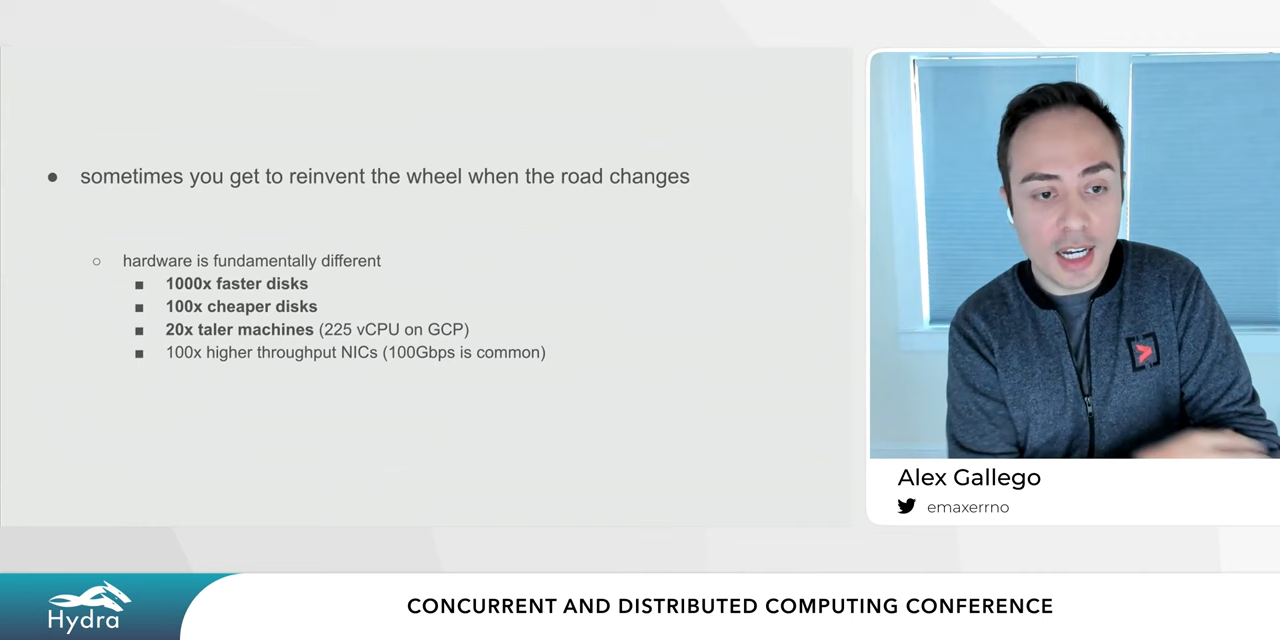 sometimes you get to reinvent the wheel when the road changes
hardware is fundamentally different
1000x faster disks
100x cheaper disks
20x taler machines (225 vCPU on GCP)
100x higher throughput NICs (100Gbps is common)
Alex Gallego
emaxerrno
Hydra
CONCURRENT AND DISTRIBUTED COMPUTING CONFERENCE